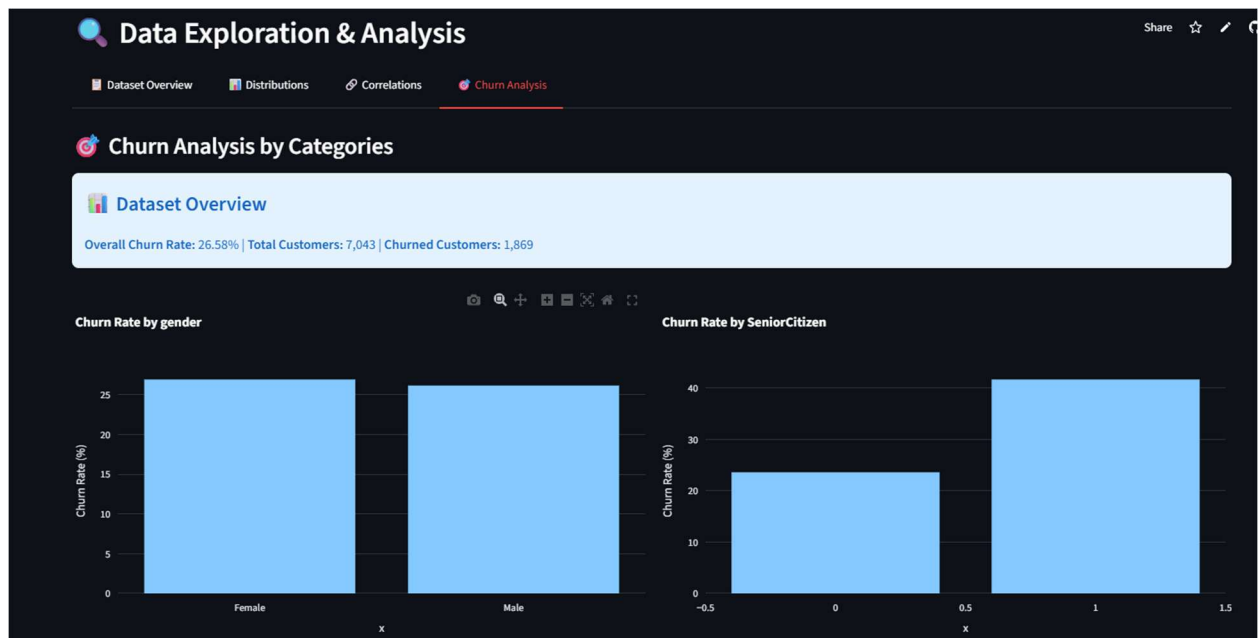 Data Exploration & Analysis
Share
Dataset Overview
Distributions
Correlations
Churn Analysis
Churn Analysis by Categories
Dataset Overview
Overall Churn Rate: 26.58% | Total Customers: 7,043 | Churned Customers: 1,869
Churn Rate by gender
Churn Rate (%)
25
20
15
10
5
0
Female
Male
x
Churn Rate by SeniorCitizen
Churn Rate (%)
40
30
20
10
0
−0.5
0
0.5
1
1.5
x